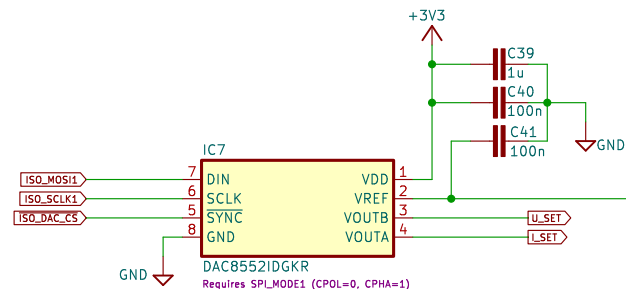 +3V3
C39
1u
C40
100n
C41
100n
GND
IC7
ISO_MOSI1 7 DIN VDD 1
ISO_SCLK1 6 SCLK VREF 2
ISO_DAC_CS 5 SYNC VOUTB 3 U_SET
8 GND VOUTA 4 I_SET
GND
DAC8552IDGKR
Requires SPI_MODE1 (CPOL=0, CPHA=1)